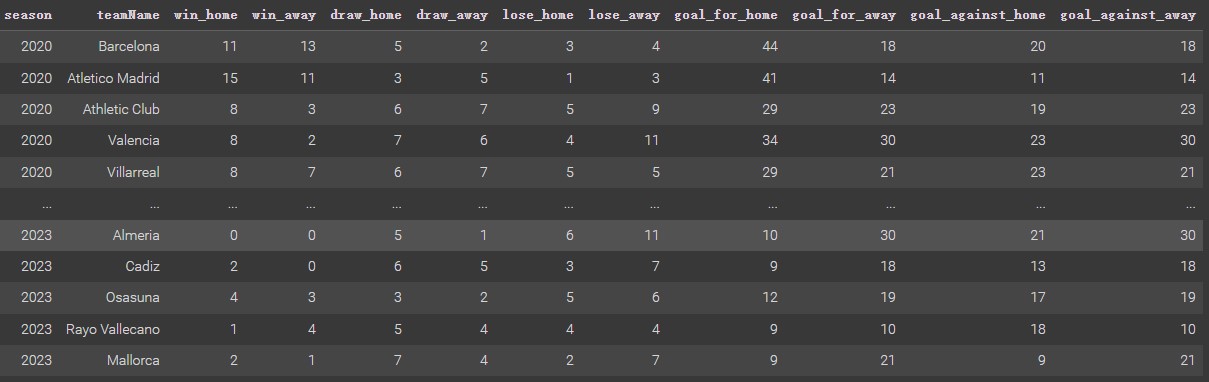 season teamName win_home win_away draw_home draw_away lose_home lose_away goal_for_home goal_for_away goal_against_home goal_against_away
2020 Barcelona 11 13 5 2 3 4 44 18 20 18
2020 Atletico Madrid 15 11 3 5 1 3 41 14 11 14
2020 Athletic Club 8 3 6 7 5 9 29 23 19 23
2020 Valencia 8 2 7 6 4 11 34 30 23 30
2020 Villarreal 8 7 6 7 5 5 29 21 23 21
... ... ... ... ... ... ... ... ... ... ... ...
2023 Almeria 0 0 5 1 6 11 10 30 21 30
2023 Cadiz 2 0 6 5 3 7 9 18 13 18
2023 Osasuna 4 3 3 2 5 6 12 19 17 19
2023 Rayo Vallecano 1 4 5 4 4 4 9 10 18 10
2023 Mallorca 2 1 7 4 2 7 9 21 9 21